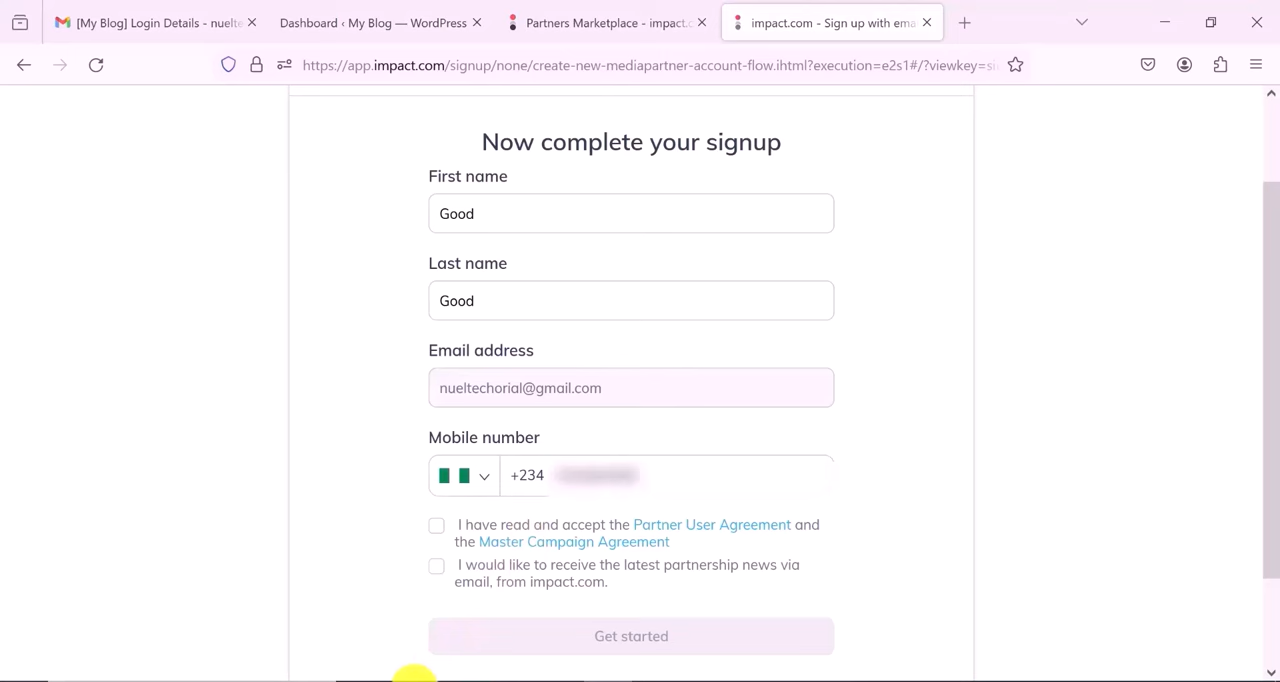 [My Blog] Login Details - nuelte
Dashboard ‹ My Blog — WordPress
Partners Marketplace - impact.c
impact.com - Sign up with ema
https://app.impact.com/signup/none/create-new-mediapartner-account-flow.ihtml?execution=e2s1#/?viewkey=si
Now complete your signup
First name
Good
Last name
Good
Email address
nueltechorial@gmail.com
Mobile number
+234
I have read and accept the Partner User Agreement and
the Master Campaign Agreement
I would like to receive the latest partnership news via
email, from impact.com.
Get started